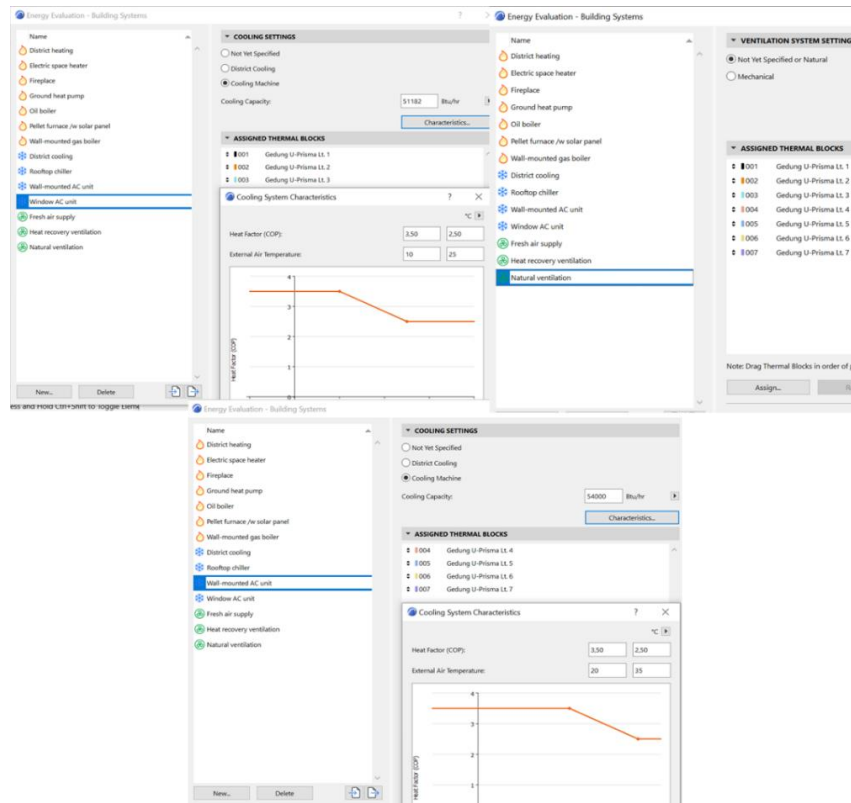 Energy Evaluation - Building Systems
?
Name
District heating
Electric space heater
Fireplace
Ground heat pump
Oil boiler
Pellet furnace /w solar panel
Wall-mounted gas boiler
District cooling
Rooftop chiller
Wall-mounted AC unit
Window AC unit
Fresh air supply
Heat recovery ventilation
Natural ventilation
New...
Delete
COOLING SETTINGS
Not Yet Specified
District Cooling
Cooling Machine
Cooling Capacity: 51182 Btu/hr
Characteristics...
ASSIGNED THERMAL BLOCKS
001 Gedung U-Prisma Lt. 1
002 Gedung U-Prisma Lt. 2
003 Gedung U-Prisma Lt. 3
Cooling System Characteristics ?
°C
Heat Factor (COP): 3,50 2,50
External Air Temperature: 10 25
4
3
2
1
0
Heat Factor (COP)
Energy Evaluation - Building Systems
Name
District heating
Electric space heater
Fireplace
Ground heat pump
Oil boiler
Pellet furnace /w solar panel
Wall-mounted gas boiler
District cooling
Rooftop chiller
Wall-mounted AC unit
Window AC unit
Fresh air supply
Heat recovery ventilation
Natural ventilation
VENTILATION SYSTEM SETTING
Not Yet Specified or Natural
Mechanical
ASSIGNED THERMAL BLOCKS
001 Gedung U-Prisma Lt. 1
002 Gedung U-Prisma Lt. 2
003 Gedung U-Prisma Lt. 3
004 Gedung U-Prisma Lt. 4
005 Gedung U-Prisma Lt. 5
006 Gedung U-Prisma Lt. 6
007 Gedung U-Prisma Lt. 7
Note: Drag Thermal Blocks in order of
Assign...
and Hold Ctrl+Shift to Toggle
Energy Evaluation - Building Systems
Name
District heating
Electric space heater
Fireplace
Ground heat pump
Oil boiler
Pellet furnace /w solar panel
Wall-mounted gas boiler
District cooling
Rooftop chiller
Wall-mounted AC unit
Window AC unit
Fresh air supply
Heat recovery ventilation
Natural ventilation
New...
Delete
COOLING SETTINGS
Not Yet Specified
District Cooling
Cooling Machine
Cooling Capacity: 54000 Btu/hr
Characteristics...
ASSIGNED THERMAL BLOCKS
004 Gedung U-Prisma Lt. 4
005 Gedung U-Prisma Lt. 5
006 Gedung U-Prisma Lt. 6
007 Gedung U-Prisma Lt. 7
Cooling System Characteristics ?
°C
Heat Factor (COP): 3,50 2,50
External Air Temperature: 20 35
4
3
2
1
Heat Factor (COP)